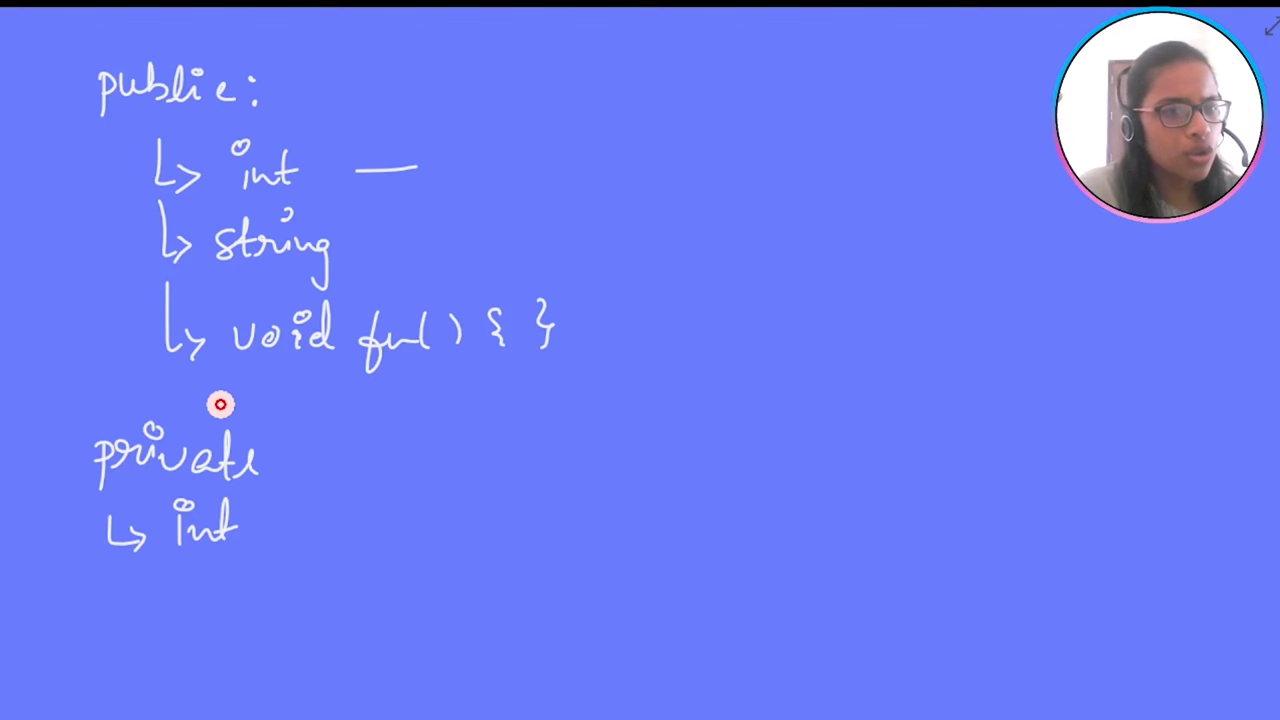 public:
↳ int —
↳ string
↳ void fun() { }
private
↳ int